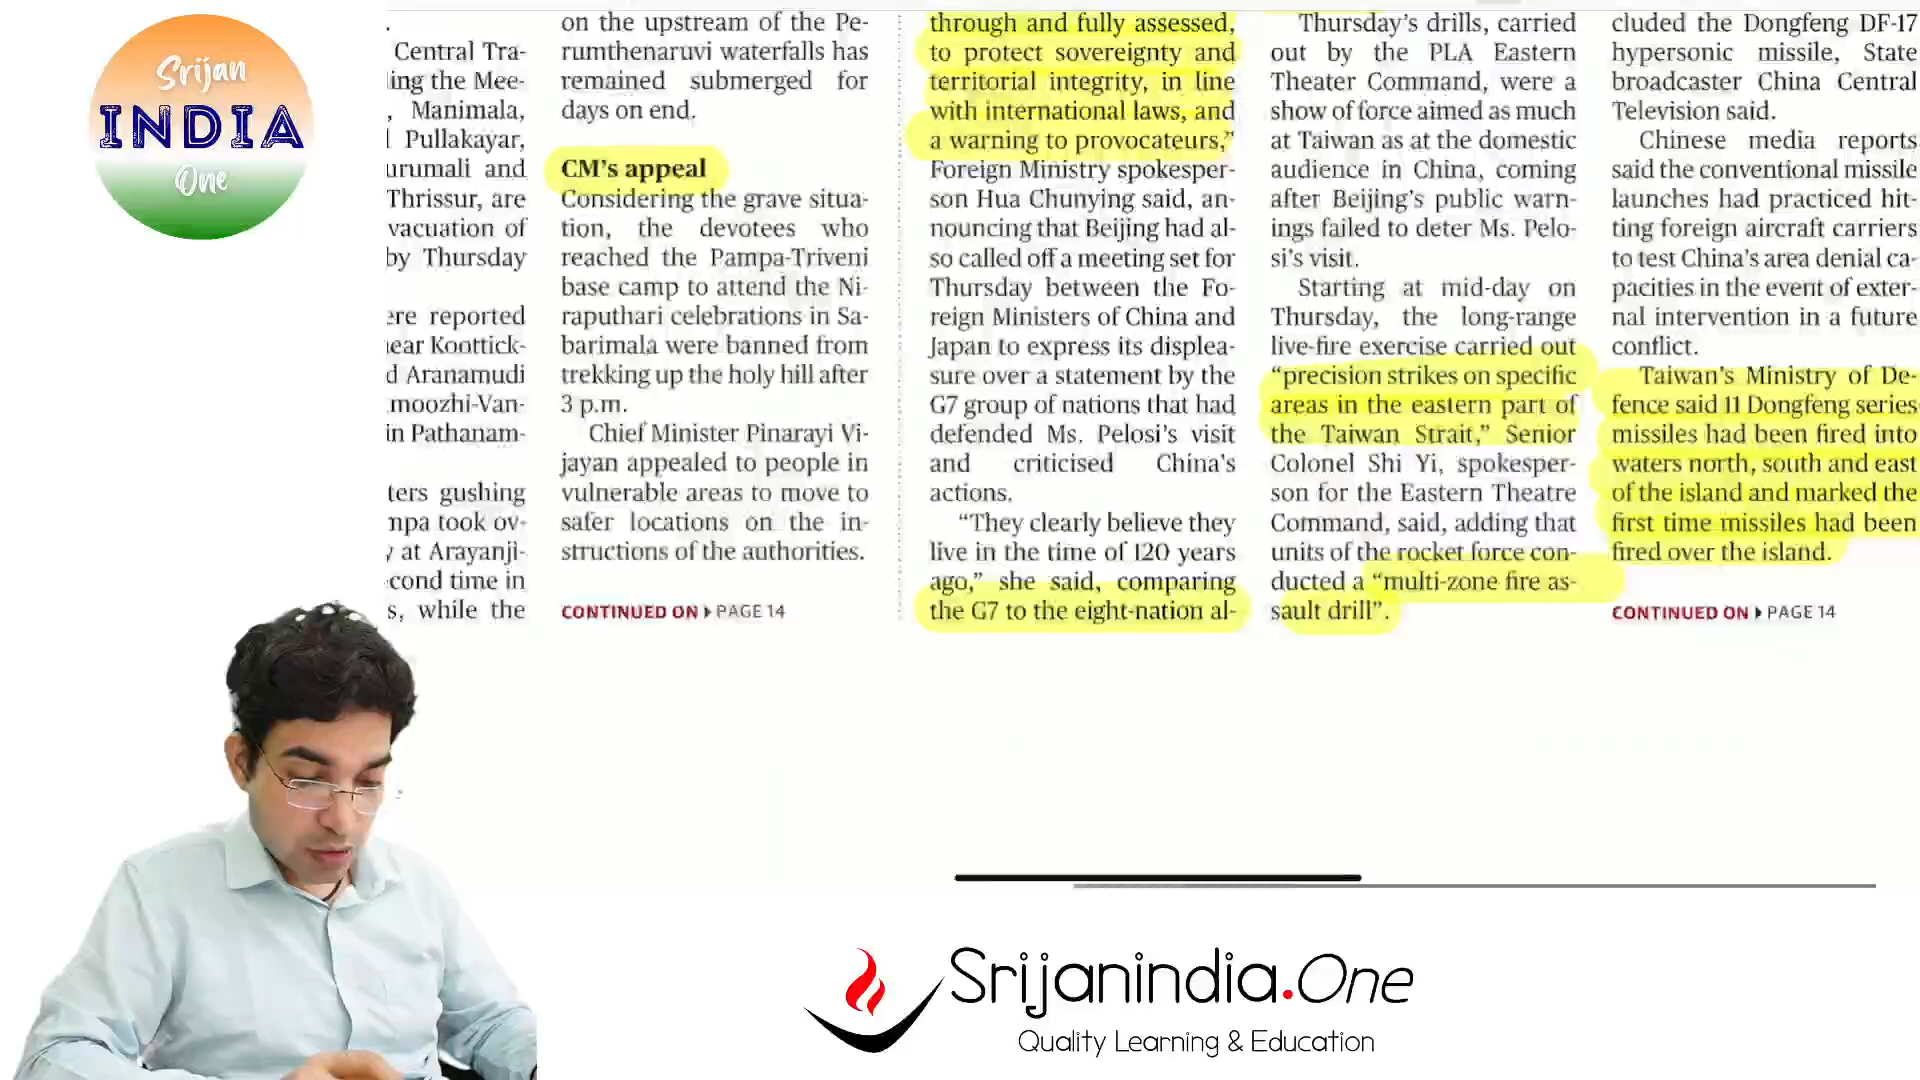 Srijan
INDIA
One
.
Central Tra-
ling the Mee-
, Manimala,
l Pullakayar,
urumali and
Thrissur, are
vacuation of
by Thursday
ere reported
near Koottick-
d Aranamudi
moozhi-Van-
in Pathanam-
ters gushing
mpa took ov-
y at Arayanji-
cond time in
s, while the
on the upstream of the Pe-
rumthenaruvi waterfalls has
remained submerged for
days on end.
CM's appeal
Considering the grave situa-
tion, the devotees who
reached the Pampa-Triveni
base camp to attend the Ni-
raputhari celebrations in Sa-
barimala were banned from
trekking up the holy hill after
3 p.m.
Chief Minister Pinarayi Vi-
jayan appealed to people in
vulnerable areas to move to
safer locations on the in-
structions of the authorities.
CONTINUED ON PAGE 14
through and fully assessed,
to protect sovereignty and
territorial integrity, in line
with international laws, and
a warning to provocateurs,”
Foreign Ministry spokesper-
son Hua Chunying said, an-
nouncing that Beijing had al-
so called off a meeting set for
Thursday between the Fo-
reign Ministers of China and
Japan to express its displea-
sure over a statement by the
G7 group of nations that had
defended Ms. Pelosi's visit
and criticised China's
actions.
“They clearly believe they
live in the time of 120 years
ago,” she said, comparing
the G7 to the eight-nation al-
Thursday's drills, carried
out by the PLA Eastern
Theater Command, were a
show of force aimed as much
at Taiwan as at the domestic
audience in China, coming
after Beijing's public warn-
ings failed to deter Ms. Pelo-
si's visit.
Starting at mid-day on
Thursday, the long-range
live-fire exercise carried out
“precision strikes on specific
areas in the eastern part of
the Taiwan Strait,” Senior
Colonel Shi Yi, spokesper-
son for the Eastern Theatre
Command, said, adding that
units of the rocket force con-
ducted a “multi-zone fire as-
sault drill”.
cluded the Dongfeng DF-17
hypersonic missile, State
broadcaster China Central
Television said.
Chinese media reports
said the conventional missile
launches had practiced hit-
ting foreign aircraft carriers
to test China's area denial ca-
pacities in the event of exter-
nal intervention in a future
conflict.
Taiwan's Ministry of De-
fence said 11 Dongfeng series
missiles had been fired into
waters north, south and east
of the island and marked the
first time missiles had been
fired over the island.
CONTINUED ON PAGE 14
Srijanindia.One
Quality Learning & Education